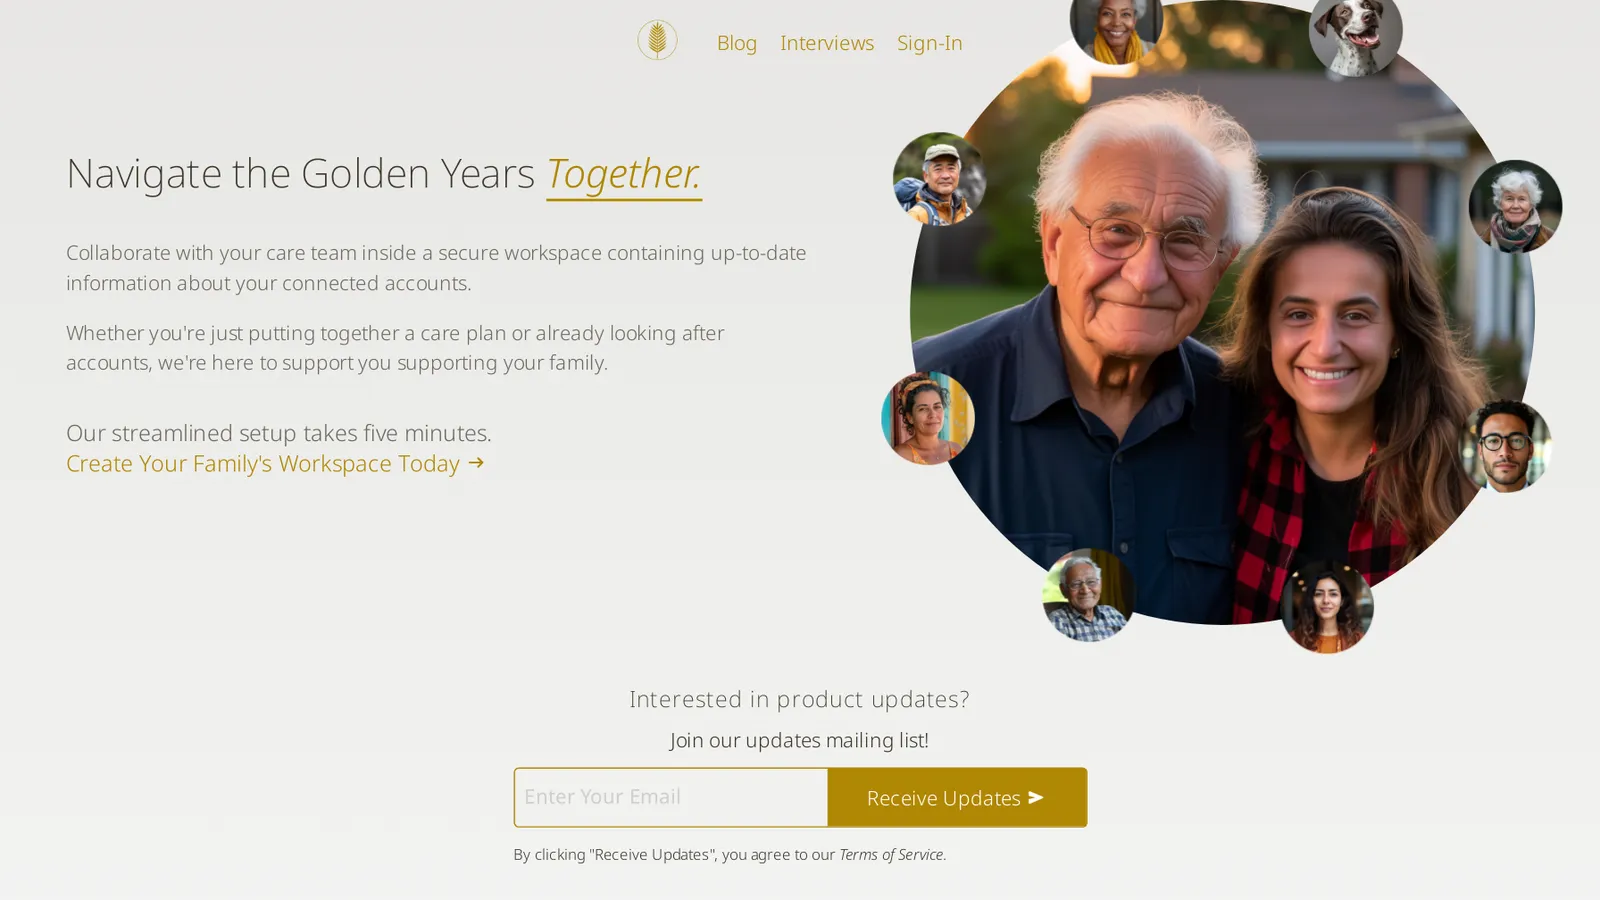 Blog Interviews Sign-In
Navigate the Golden Years Together.
Collaborate with your care team inside a secure workspace containing up-to-date
information about your connected accounts.
Whether you're just putting together a care plan or already looking after
accounts, we're here to support you supporting your family.
Our streamlined setup takes five minutes.
Create Your Family's Workspace Today →
Interested in product updates?
Join our updates mailing list!
Enter Your Email
Receive Updates
By clicking "Receive Updates", you agree to our Terms of Service.